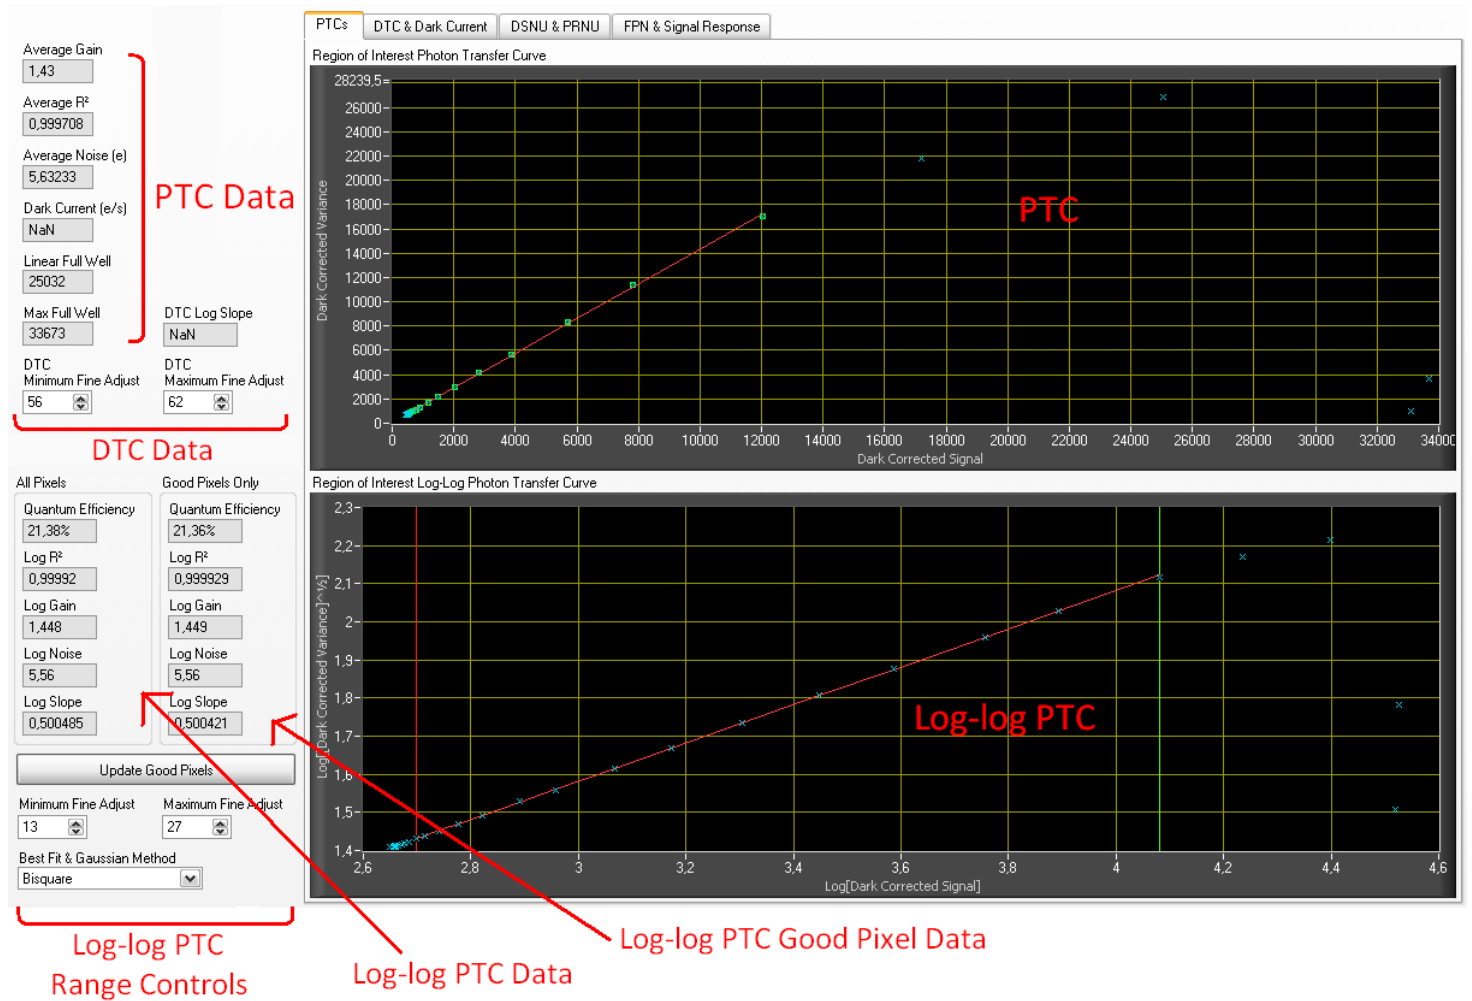 PTCs
DTC & Dark Current
DSNU & PRNU
FPN & Signal Response
Average Gain
1,43
Average R²
0,999708
Average Noise (e)
5,63233
Dark Current (e/s)
NaN
Linear Full Well
25032
Max Full Well
33673
DTC Log Slope
NaN
DTC
Minimum Fine Adjust
56
DTC
Maximum Fine Adjust
62
PTC Data
DTC Data
Region of Interest Photon Transfer Curve
Dark Corrected Variance
28239,5
26000
24000
22000
20000
18000
16000
14000
12000
10000
8000
6000
4000
2000
0
PTC
0 2000 4000 6000 8000 10000 12000 14000 16000 18000 20000 22000 24000 26000 28000 30000 32000 34000
Dark Corrected Signal
All Pixels
Quantum Efficiency
21,38%
Log R²
0,99992
Log Gain
1,448
Log Noise
5,56
Log Slope
0,500485
Good Pixels Only
Quantum Efficiency
21,36%
Log R²
0,999929
Log Gain
1,449
Log Noise
5,56
Log Slope
0,500421
Update Good Pixels
Minimum Fine Adjust
13
Maximum Fine Adjust
27
Best Fit & Gaussian Method
Bisquare
Region of Interest Log-Log Photon Transfer Curve
Log[[Dark Corrected Variance]^½]
2,3
2,2
2,1
2
1,9
1,8
1,7
1,6
1,5
1,4
Log-log PTC
2,6 2,8 3 3,2 3,4 3,6 3,8 4 4,2 4,4 4,6
Log[Dark Corrected Signal]
Log-log PTC
Range Controls
Log-log PTC Data
Log-log PTC Good Pixel Data